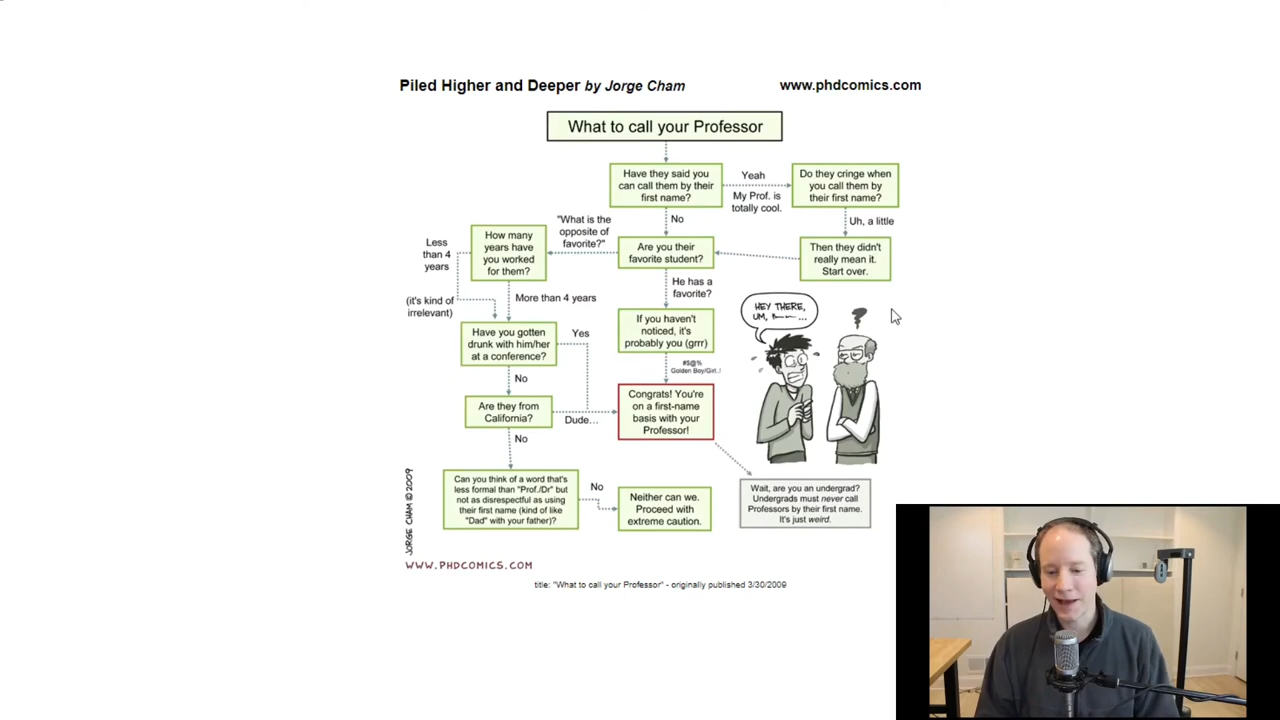 Piled Higher and Deeper by Jorge Cham
www.phdcomics.com
What to call your Professor
Have they said you
can call them by their
first name?
Yeah
My Prof. is
totally cool.
Do they cringe when
you call them by
their first name?
No
Uh, a little
Then they didn't
really mean it.
Start over.
Are you their
favorite student?
"What is the
opposite of
favorite?"
How many
years have
you worked
for them?
Less
than 4
years
(it's kind of
irrelevant)
More than 4 years
He has a
favorite?
If you haven't
noticed, it's
probably you (grrr)
#$@%
Golden Boy/Girl..!
HEY THERE,
UM,
?
Have you gotten
drunk with him/her
at a conference?
Yes
No
Are they from
California?
Dude...
Congrats! You're
on a first-name
basis with your
Professor!
No
Can you think of a word that's
less formal than "Prof./Dr" but
not as disrespectful as using
their first name (kind of like
"Dad" with your father)?
No
Neither can we.
Proceed with
extreme caution.
Wait, are you an undergrad?
Undergrads must never call
Professors by their first name.
It's just weird.
JORGE CHAM © 2009
WWW.PHDCOMICS.COM
title: "What to call your Professor" - originally published 3/30/2009